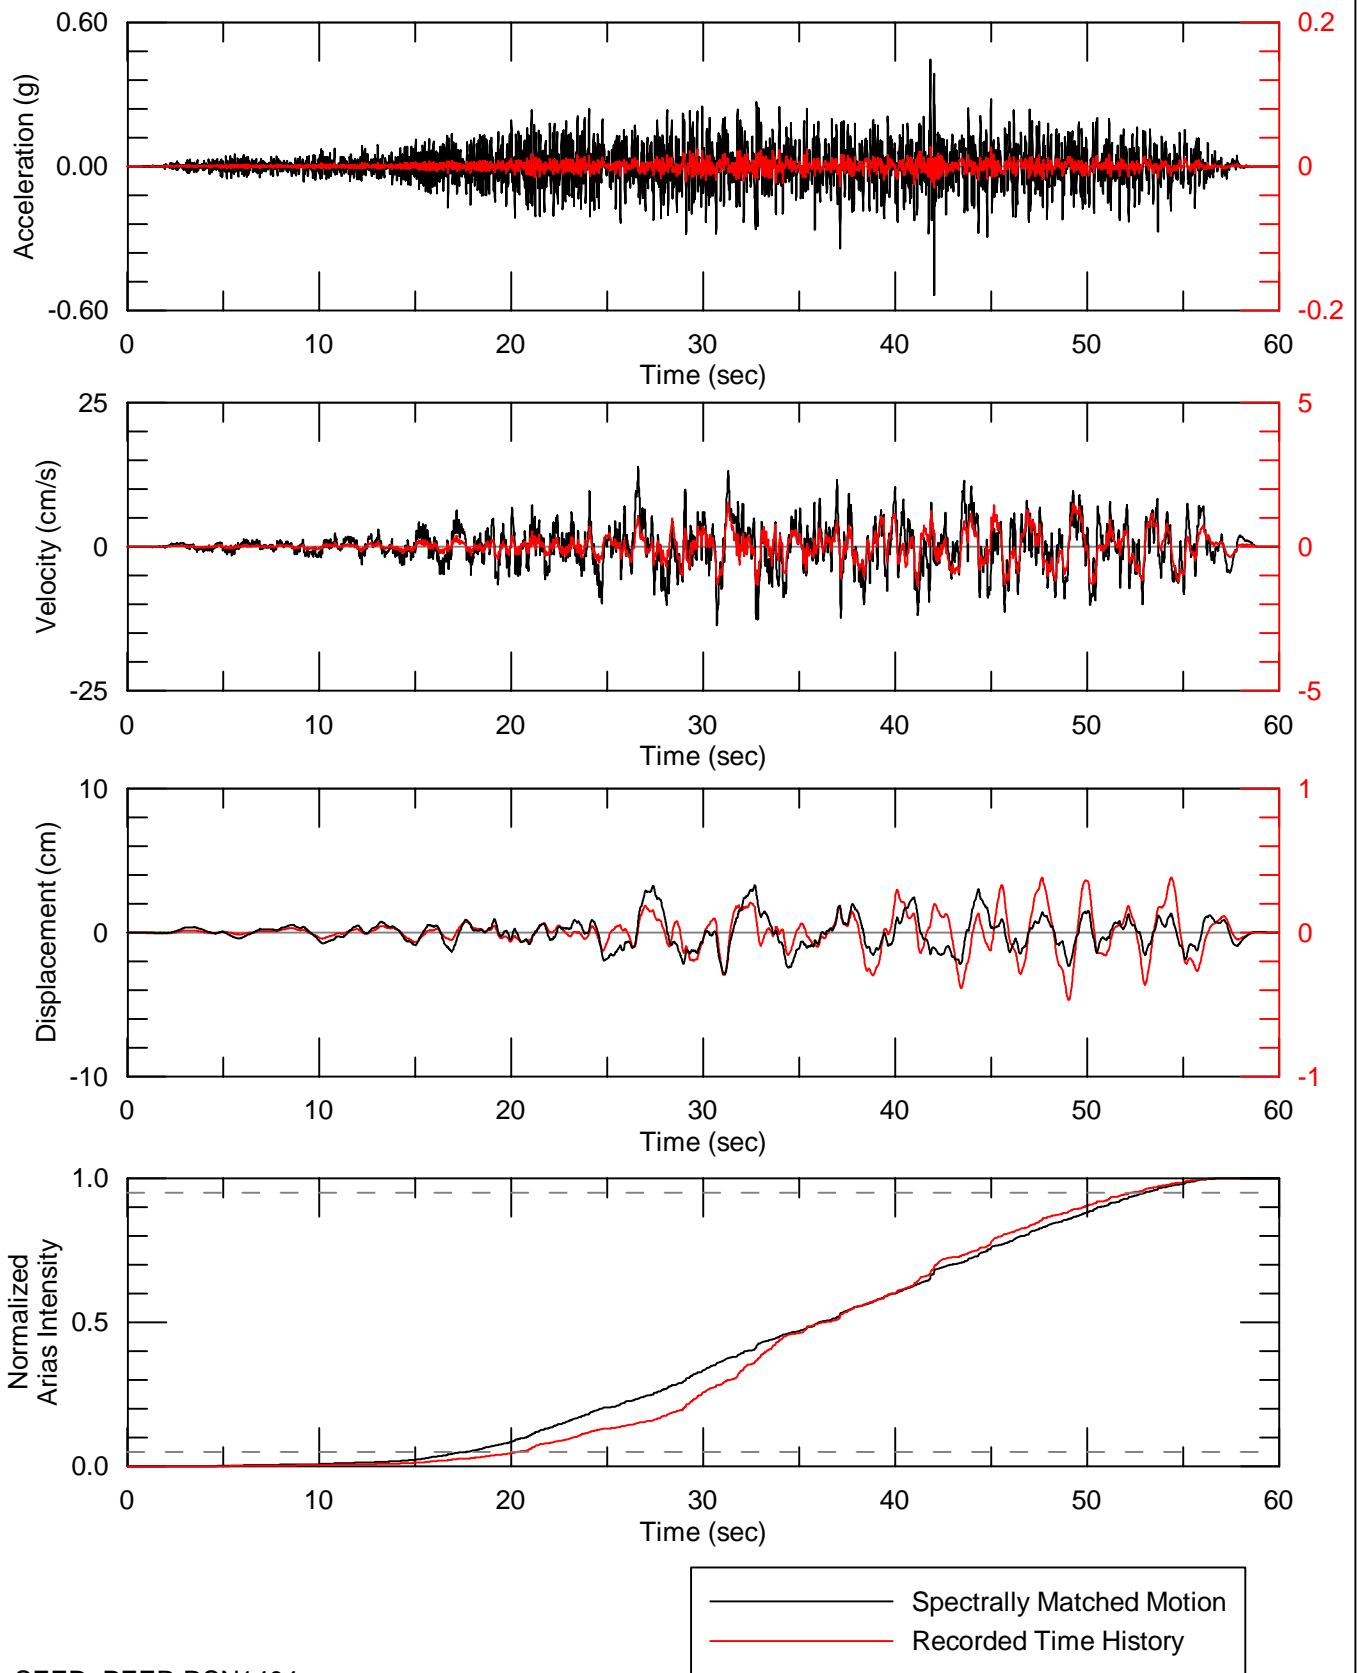 0.60
0.00
-0.60
Acceleration (g)
0.2
0
-0.2
0 10 20 30 40 50 60
Time (sec)
25
0
-25
Velocity (cm/s)
5
0
-5
0 10 20 30 40 50 60
Time (sec)
10
0
-10
Displacement (cm)
1
0
-1
0 10 20 30 40 50 60
Time (sec)
1.0
0.5
0.0
Normalized
Arias Intensity
0 10 20 30 40 50 60
Time (sec)
Spectrally Matched Motion
Recorded Time History